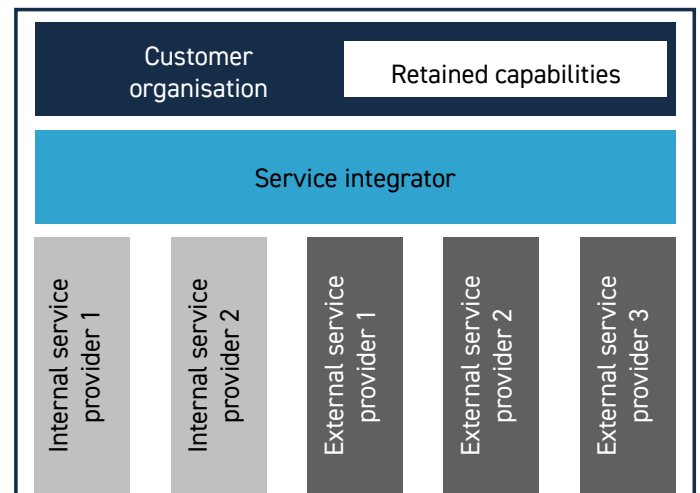 Customer
organisation
Retained capabilities
Service integrator
Internal service
provider 1
Internal service
provider 2
External service
provider 1
External service
provider 2
External service
provider 3